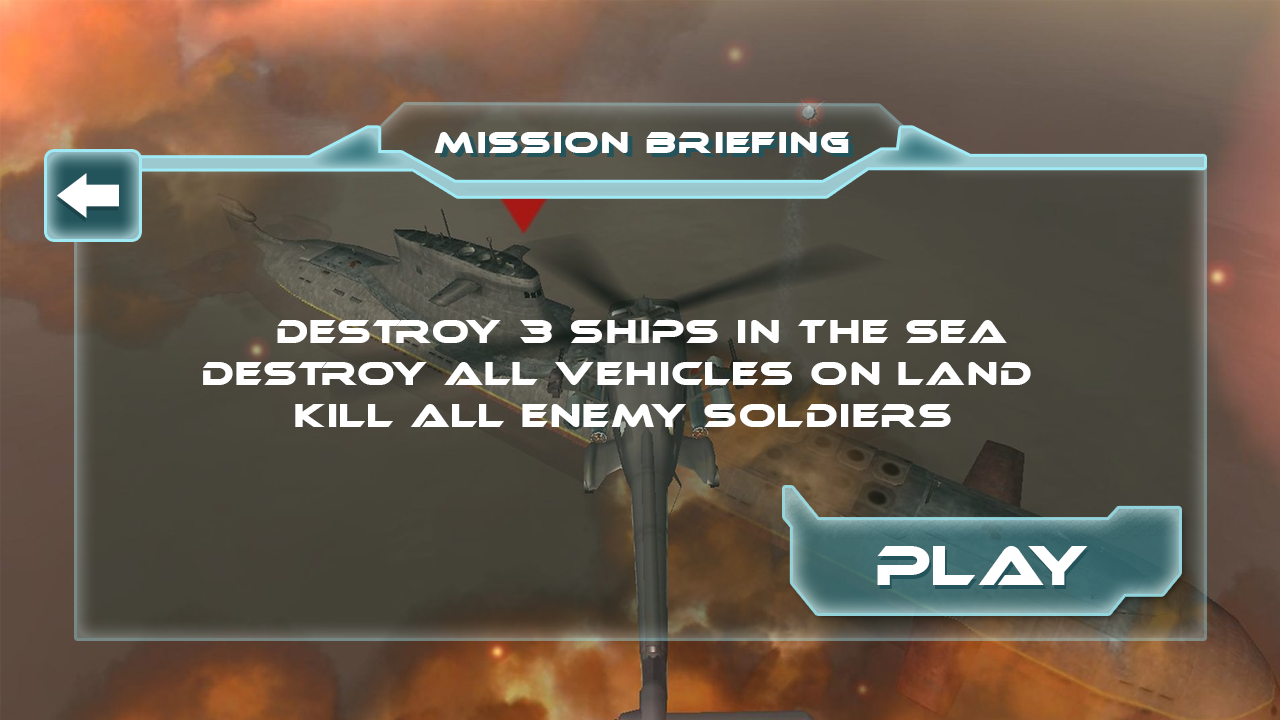 MISSION BRIEFING
DESTROY 3 SHIPS IN THE SEA
DESTROY ALL VEHICLES ON LAND
KILL ALL ENEMY SOLDIERS
PLAY